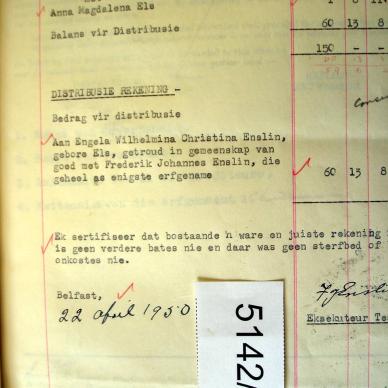 Anna Magdalena Els
Balans vir Distribusie 60 13 8
150 - -
DISTRIBUSIE REKENING -
Bedrag vir distribusie
Aan Engela Wilhelmina Christina Enslin,
gebore Els, getroud in gemeenskap van
goed met Frederik Johannes Enslin, die
geheel as enigste erfgename 60 13 8
Ek sertifiseer dat bostaande 'n ware en juiste rekening
is geen verdere bates nie en daar was geen sterfbed of
onkostes nie.
Belfast,
22 april 1950
Eksekuteur Te
5142/